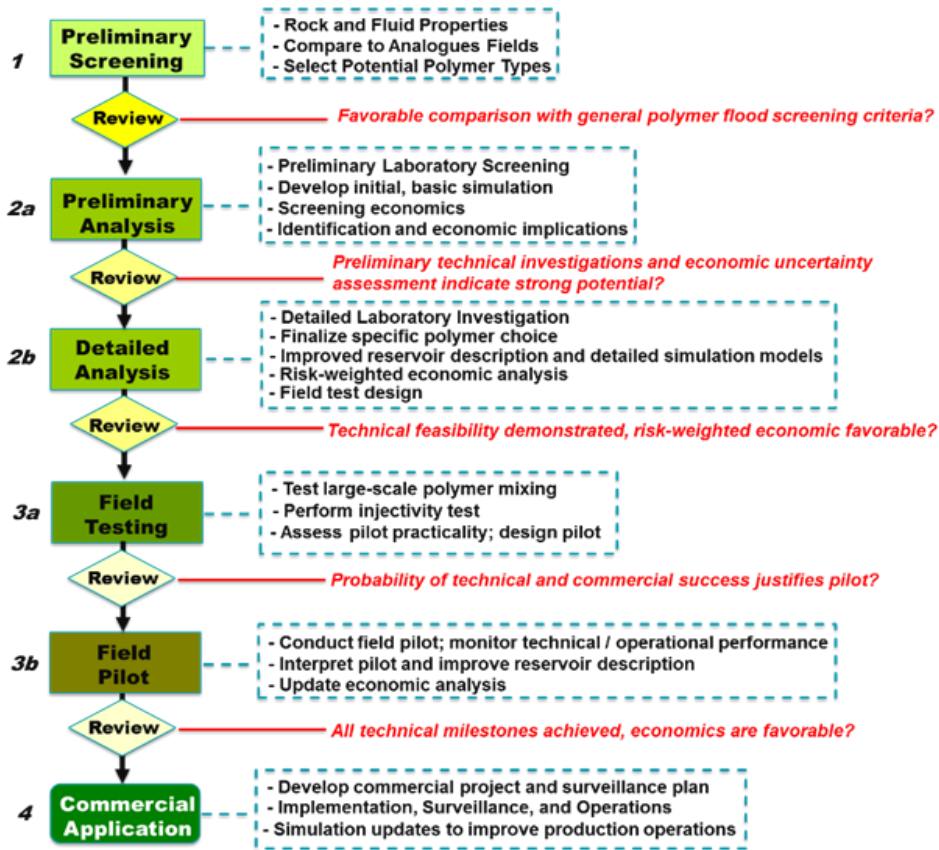 1
Preliminary
Screening
- Rock and Fluid Properties
- Compare to Analogues Fields
- Select Potential Polymer Types
Review
Favorable comparison with general polymer flood screening criteria?
2a
Preliminary
Analysis
- Preliminary Laboratory Screening
- Develop initial, basic simulation
- Screening economics
- Identification and economic implications
Review
Preliminary technical investigations and economic uncertainty
assessment indicate strong potential?
2b
Detailed
Analysis
- Detailed Laboratory Investigation
- Finalize specific polymer choice
- Improved reservoir description and detailed simulation models
- Risk-weighted economic analysis
- Field test design
Review
Technical feasibility demonstrated, risk-weighted economic favorable?
3a
Field
Testing
- Test large-scale polymer mixing
- Perform injectivity test
- Assess pilot practicality; design pilot
Review
Probability of technical and commercial success justifies pilot?
3b
Field
Pilot
- Conduct field pilot; monitor technical / operational performance
- Interpret pilot and improve reservoir description
- Update economic analysis
Review
All technical milestones achieved, economics are favorable?
4
Commercial
Application
- Develop commercial project and surveillance plan
- Implementation, Surveillance, and Operations
- Simulation updates to improve production operations